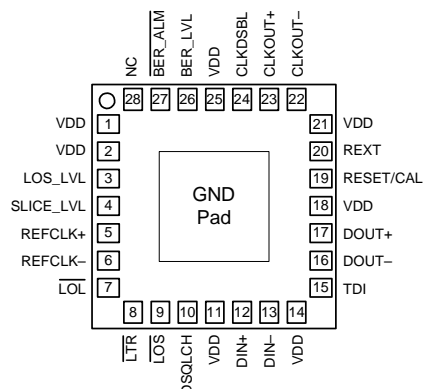 NC
BER_ALM
BER_LVL
VDD
CLKDSBL
CLKOUT+
CLKOUT–
28 27 26 25 24 23 22
VDD 1
VDD 2
LOS_LVL 3
SLICE_LVL 4
REFCLK+ 5
REFCLK– 6
LOL 7
GND
Pad
21 VDD
20 REXT
19 RESET/CAL
18 VDD
17 DOUT+
16 DOUT–
15 TDI
8 9 10 11 12 13 14
LTR
LOS
DSQLCH
VDD
DIN+
DIN–
VDD